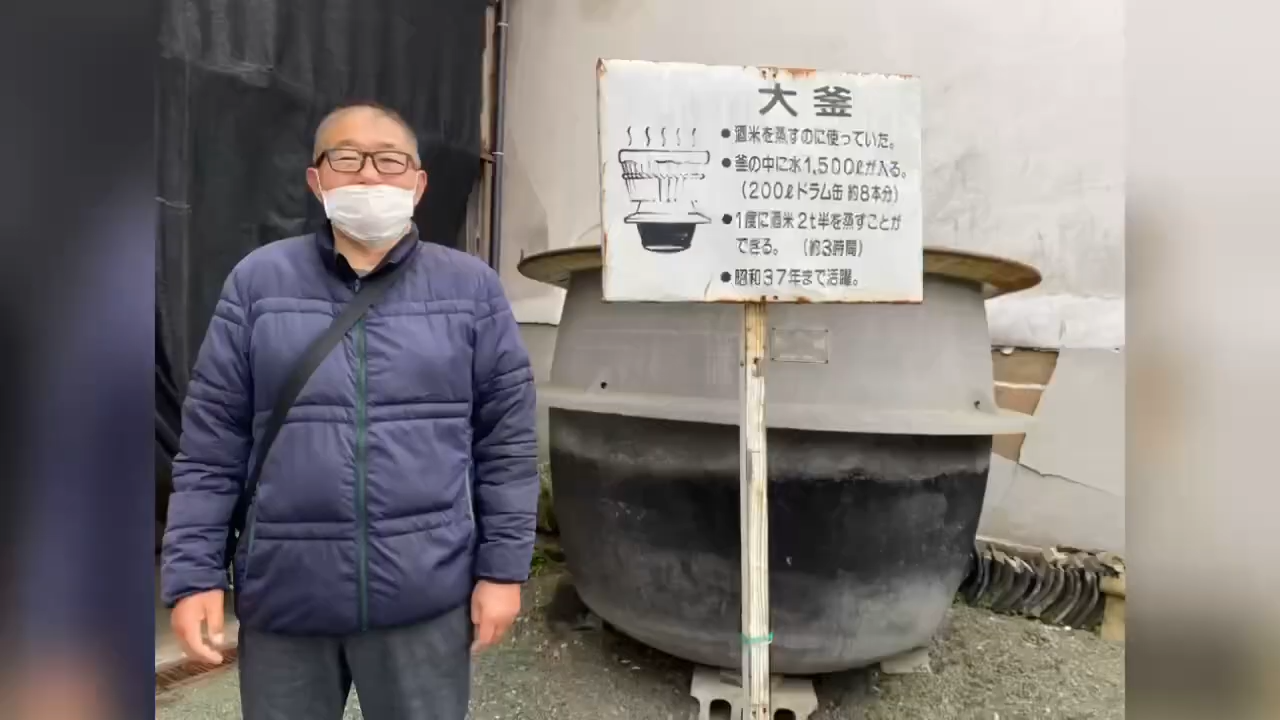 大釜
●酒米を蒸すのに使っていた。
●釜の中に水1,500ℓが入る。
(200ℓドラム缶 約8本分)
●1度に酒米2t半を蒸すことが
できる。(約3時間)
●昭和37年まで活躍。